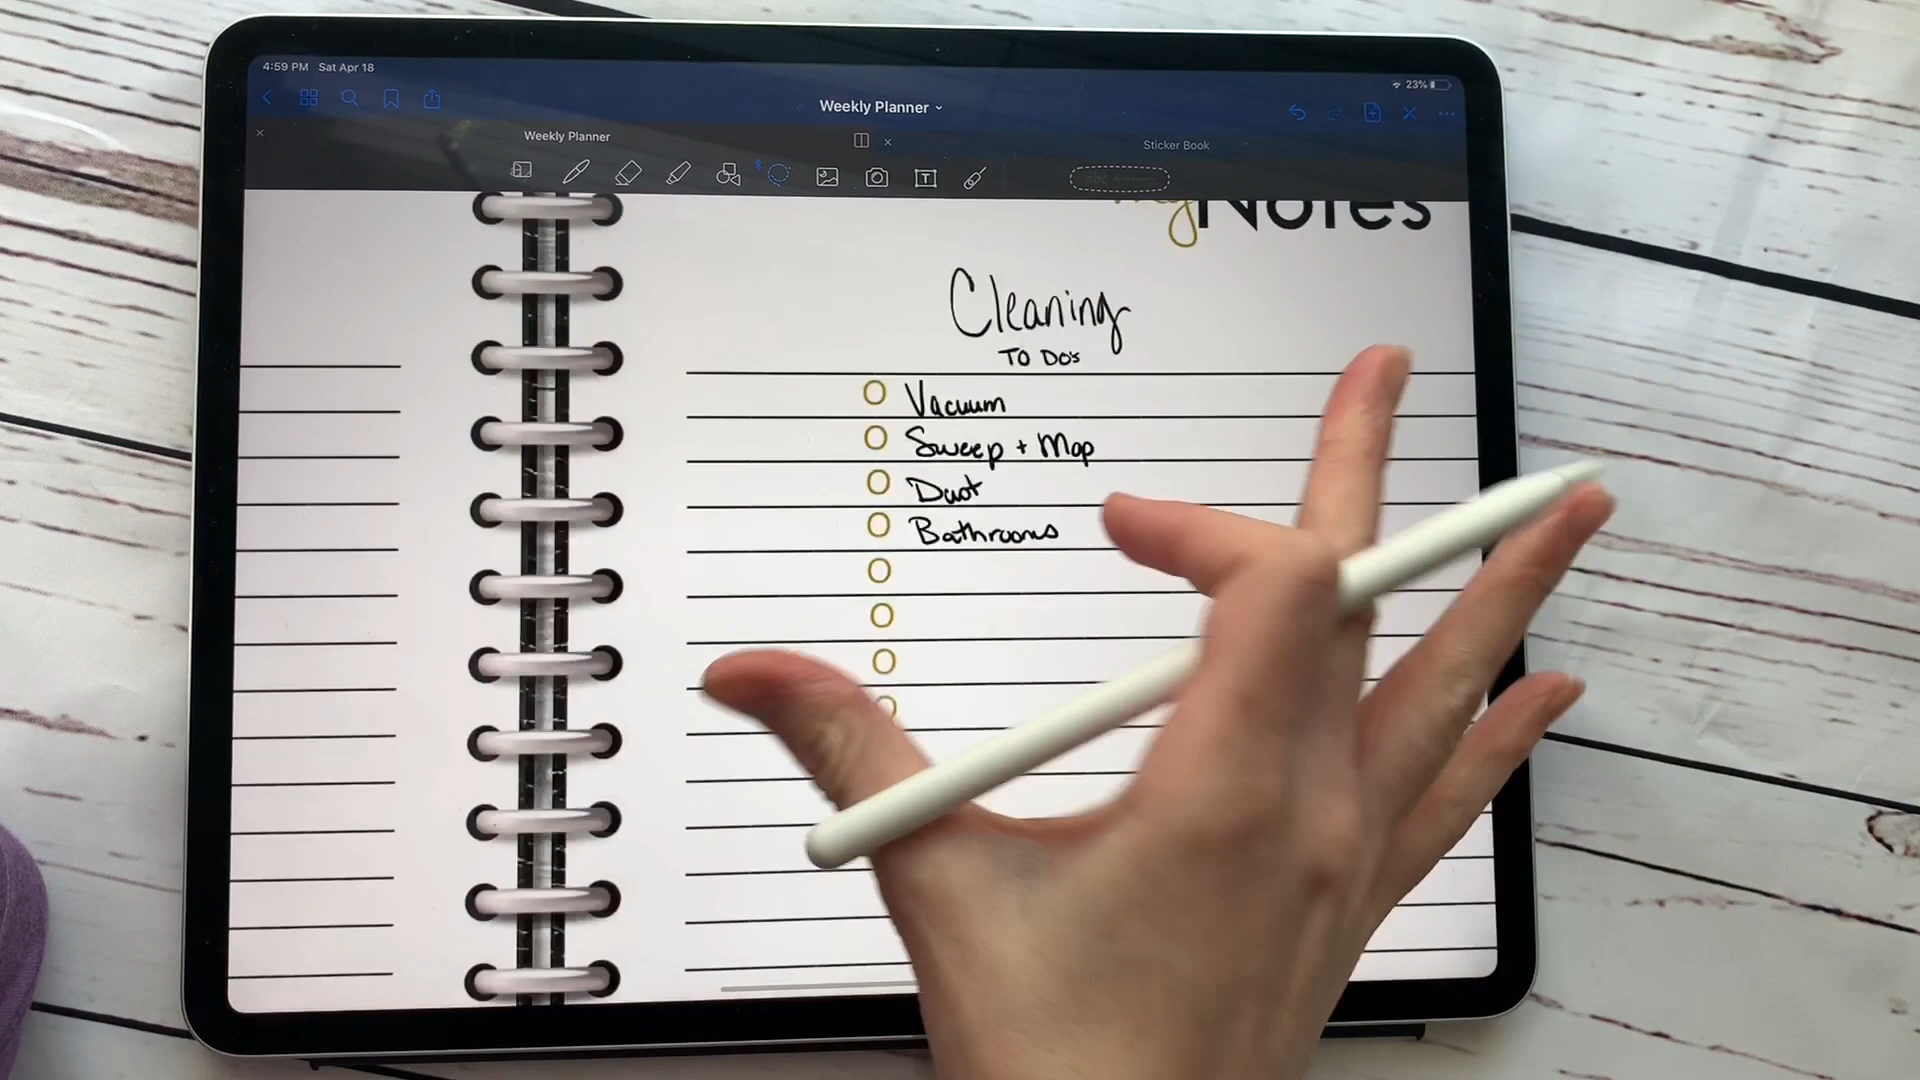 4:59 PM Sat Apr 18
23%
Weekly Planner
Weekly Planner
Sticker Book
T
my Notes
Cleaning
TO DO's
Vacuum
Sweep + Mop
Dust
Bathrooms